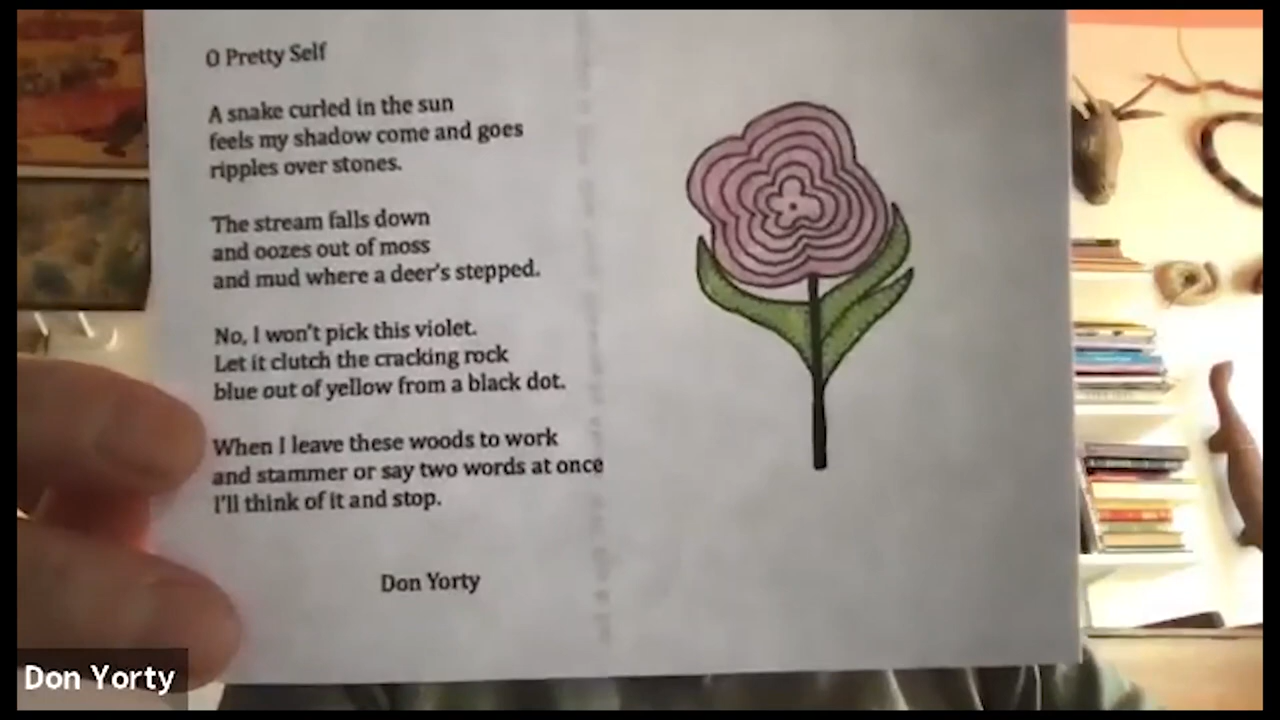 O Pretty Self
A snake curled in the sun
feels my shadow come and goes
ripples over stones.
The stream falls down
and oozes out of moss
and mud where a deer's stepped.
No, I won't pick this violet.
Let it clutch the cracking rock
blue out of yellow from a black dot.
When I leave these woods to work
and stammer or say two words at once
I'll think of it and stop.
Don Yorty
Don Yorty